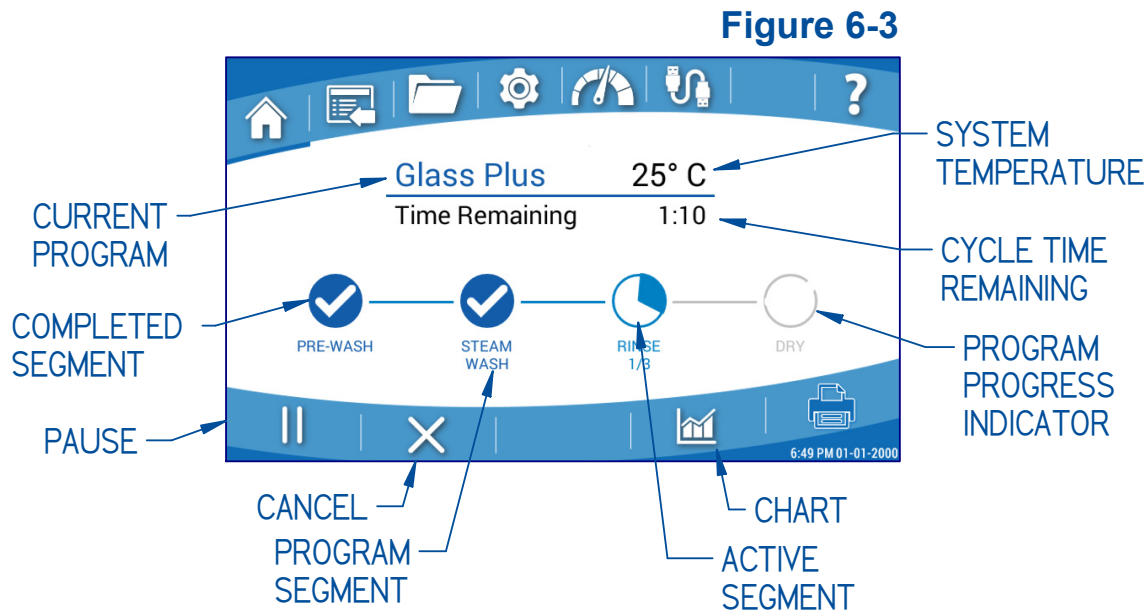 Figure 6-3
?
SYSTEM
TEMPERATURE
Glass Plus 25° C
Time Remaining 1:10
CURRENT
PROGRAM
CYCLE TIME
REMAINING
COMPLETED
SEGMENT
PRE-WASH
STEAM
WASH
RINSE
1/3
DRY
PROGRAM
PROGRESS
INDICATOR
PAUSE
6:49 PM 01-01-2000
CANCEL
CHART
PROGRAM
SEGMENT
ACTIVE
SEGMENT